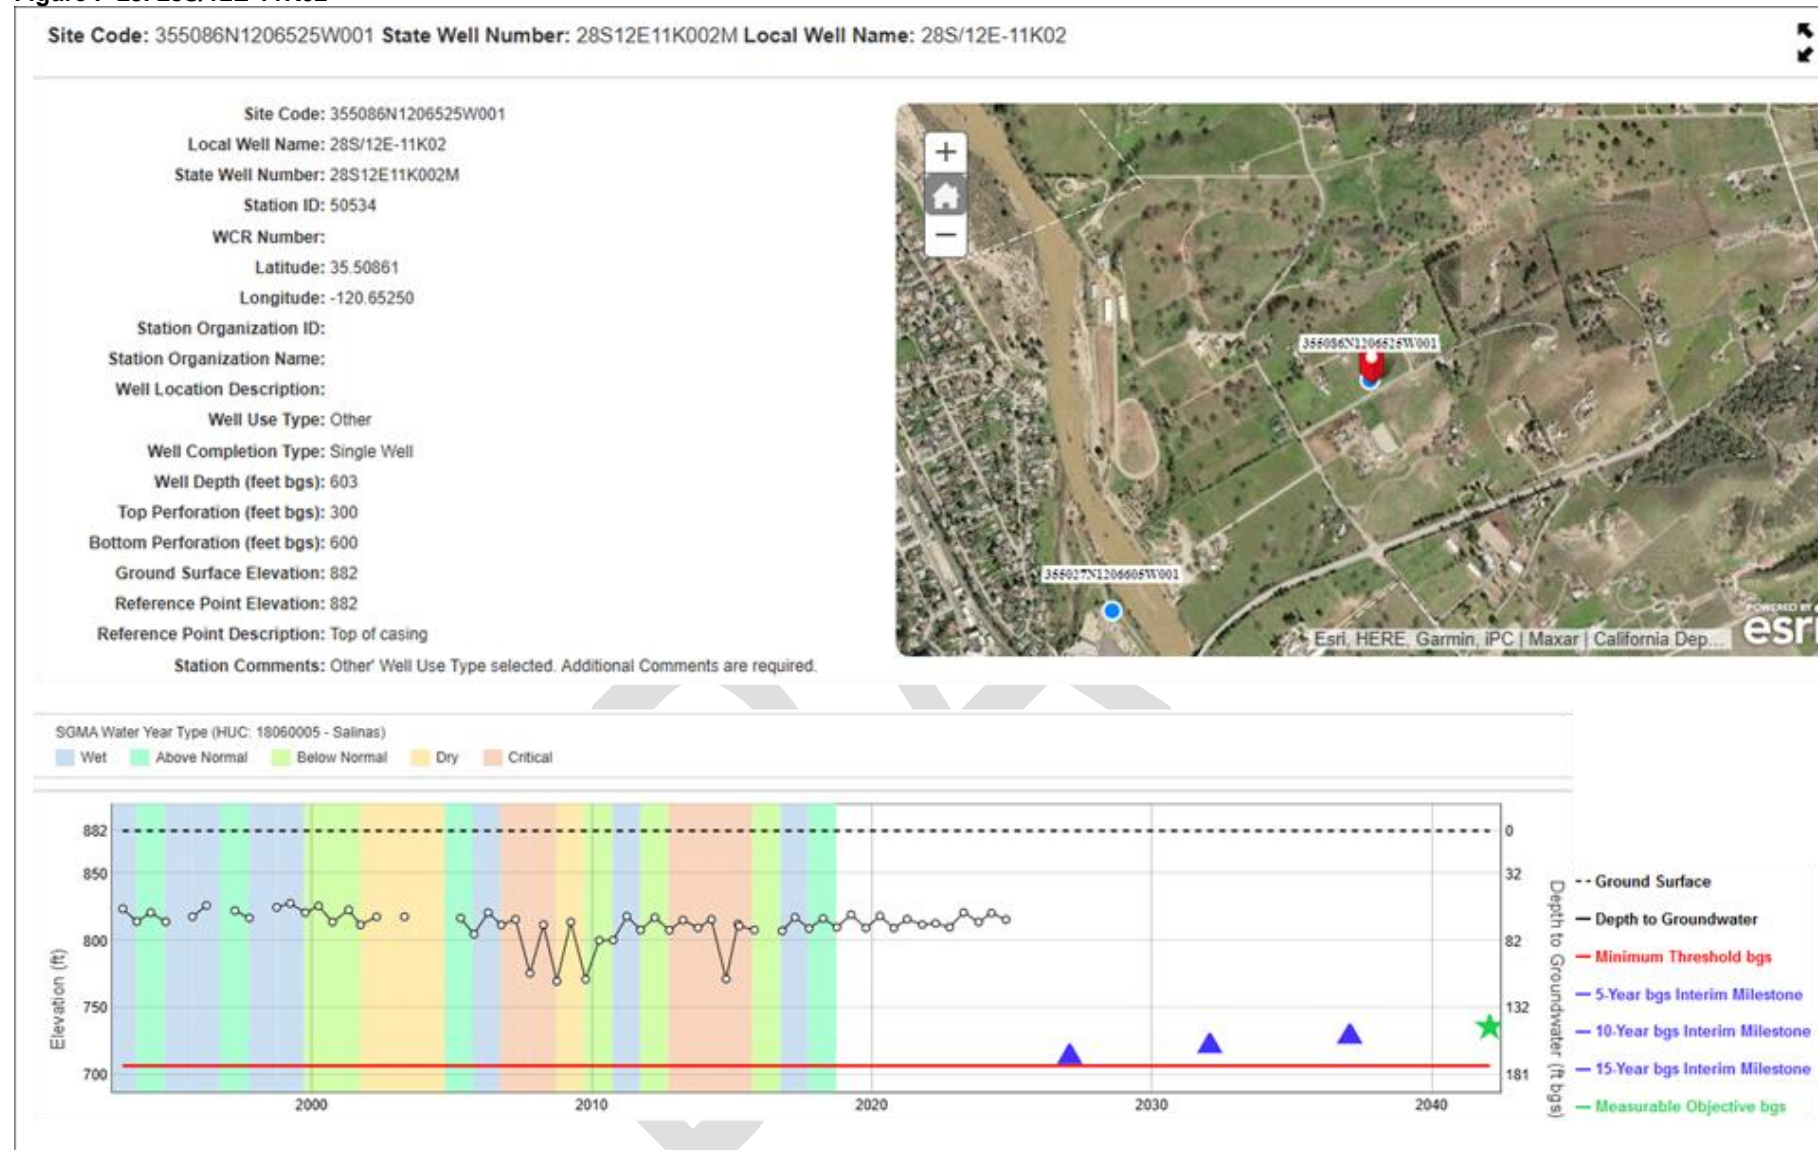 Site Code: 355086N1206525W001 State Well Number: 28S12E11K002M Local Well Name: 28S/12E-11K02
Site Code: 355086N1206525W001
Local Well Name: 28S/12E-11K02
State Well Number: 28S12E11K002M
Station ID: 50534
WCR Number:
Latitude: 35.50861
Longitude: -120.65250
Station Organization ID:
Station Organization Name:
Well Location Description:
Well Use Type: Other
Well Completion Type: Single Well
Well Depth (feet bgs): 603
Top Perforation (feet bgs): 300
Bottom Perforation (feet bgs): 600
Ground Surface Elevation: 882
Reference Point Elevation: 882
Reference Point Description: Top of casing
Station Comments: Other' Well Use Type selected. Additional Comments are required.
+
−
355086N1206525W001
355027N1206605W001
POWERED BY
esri
Esri, HERE, Garmin, iPC | Maxar | California Dep...
SGMA Water Year Type (HUC: 18060005 - Salinas)
Wet Above Normal Below Normal Dry Critical
Elevation (ft)
882
850
800
750
700
2000 2010 2020 2030 2040
0
32
82
132
181
Depth to Groundwater (ft bgs)
Ground Surface
Depth to Groundwater
Minimum Threshold bgs
5-Year bgs Interim Milestone
10-Year bgs Interim Milestone
15-Year bgs Interim Milestone
Measurable Objective bgs